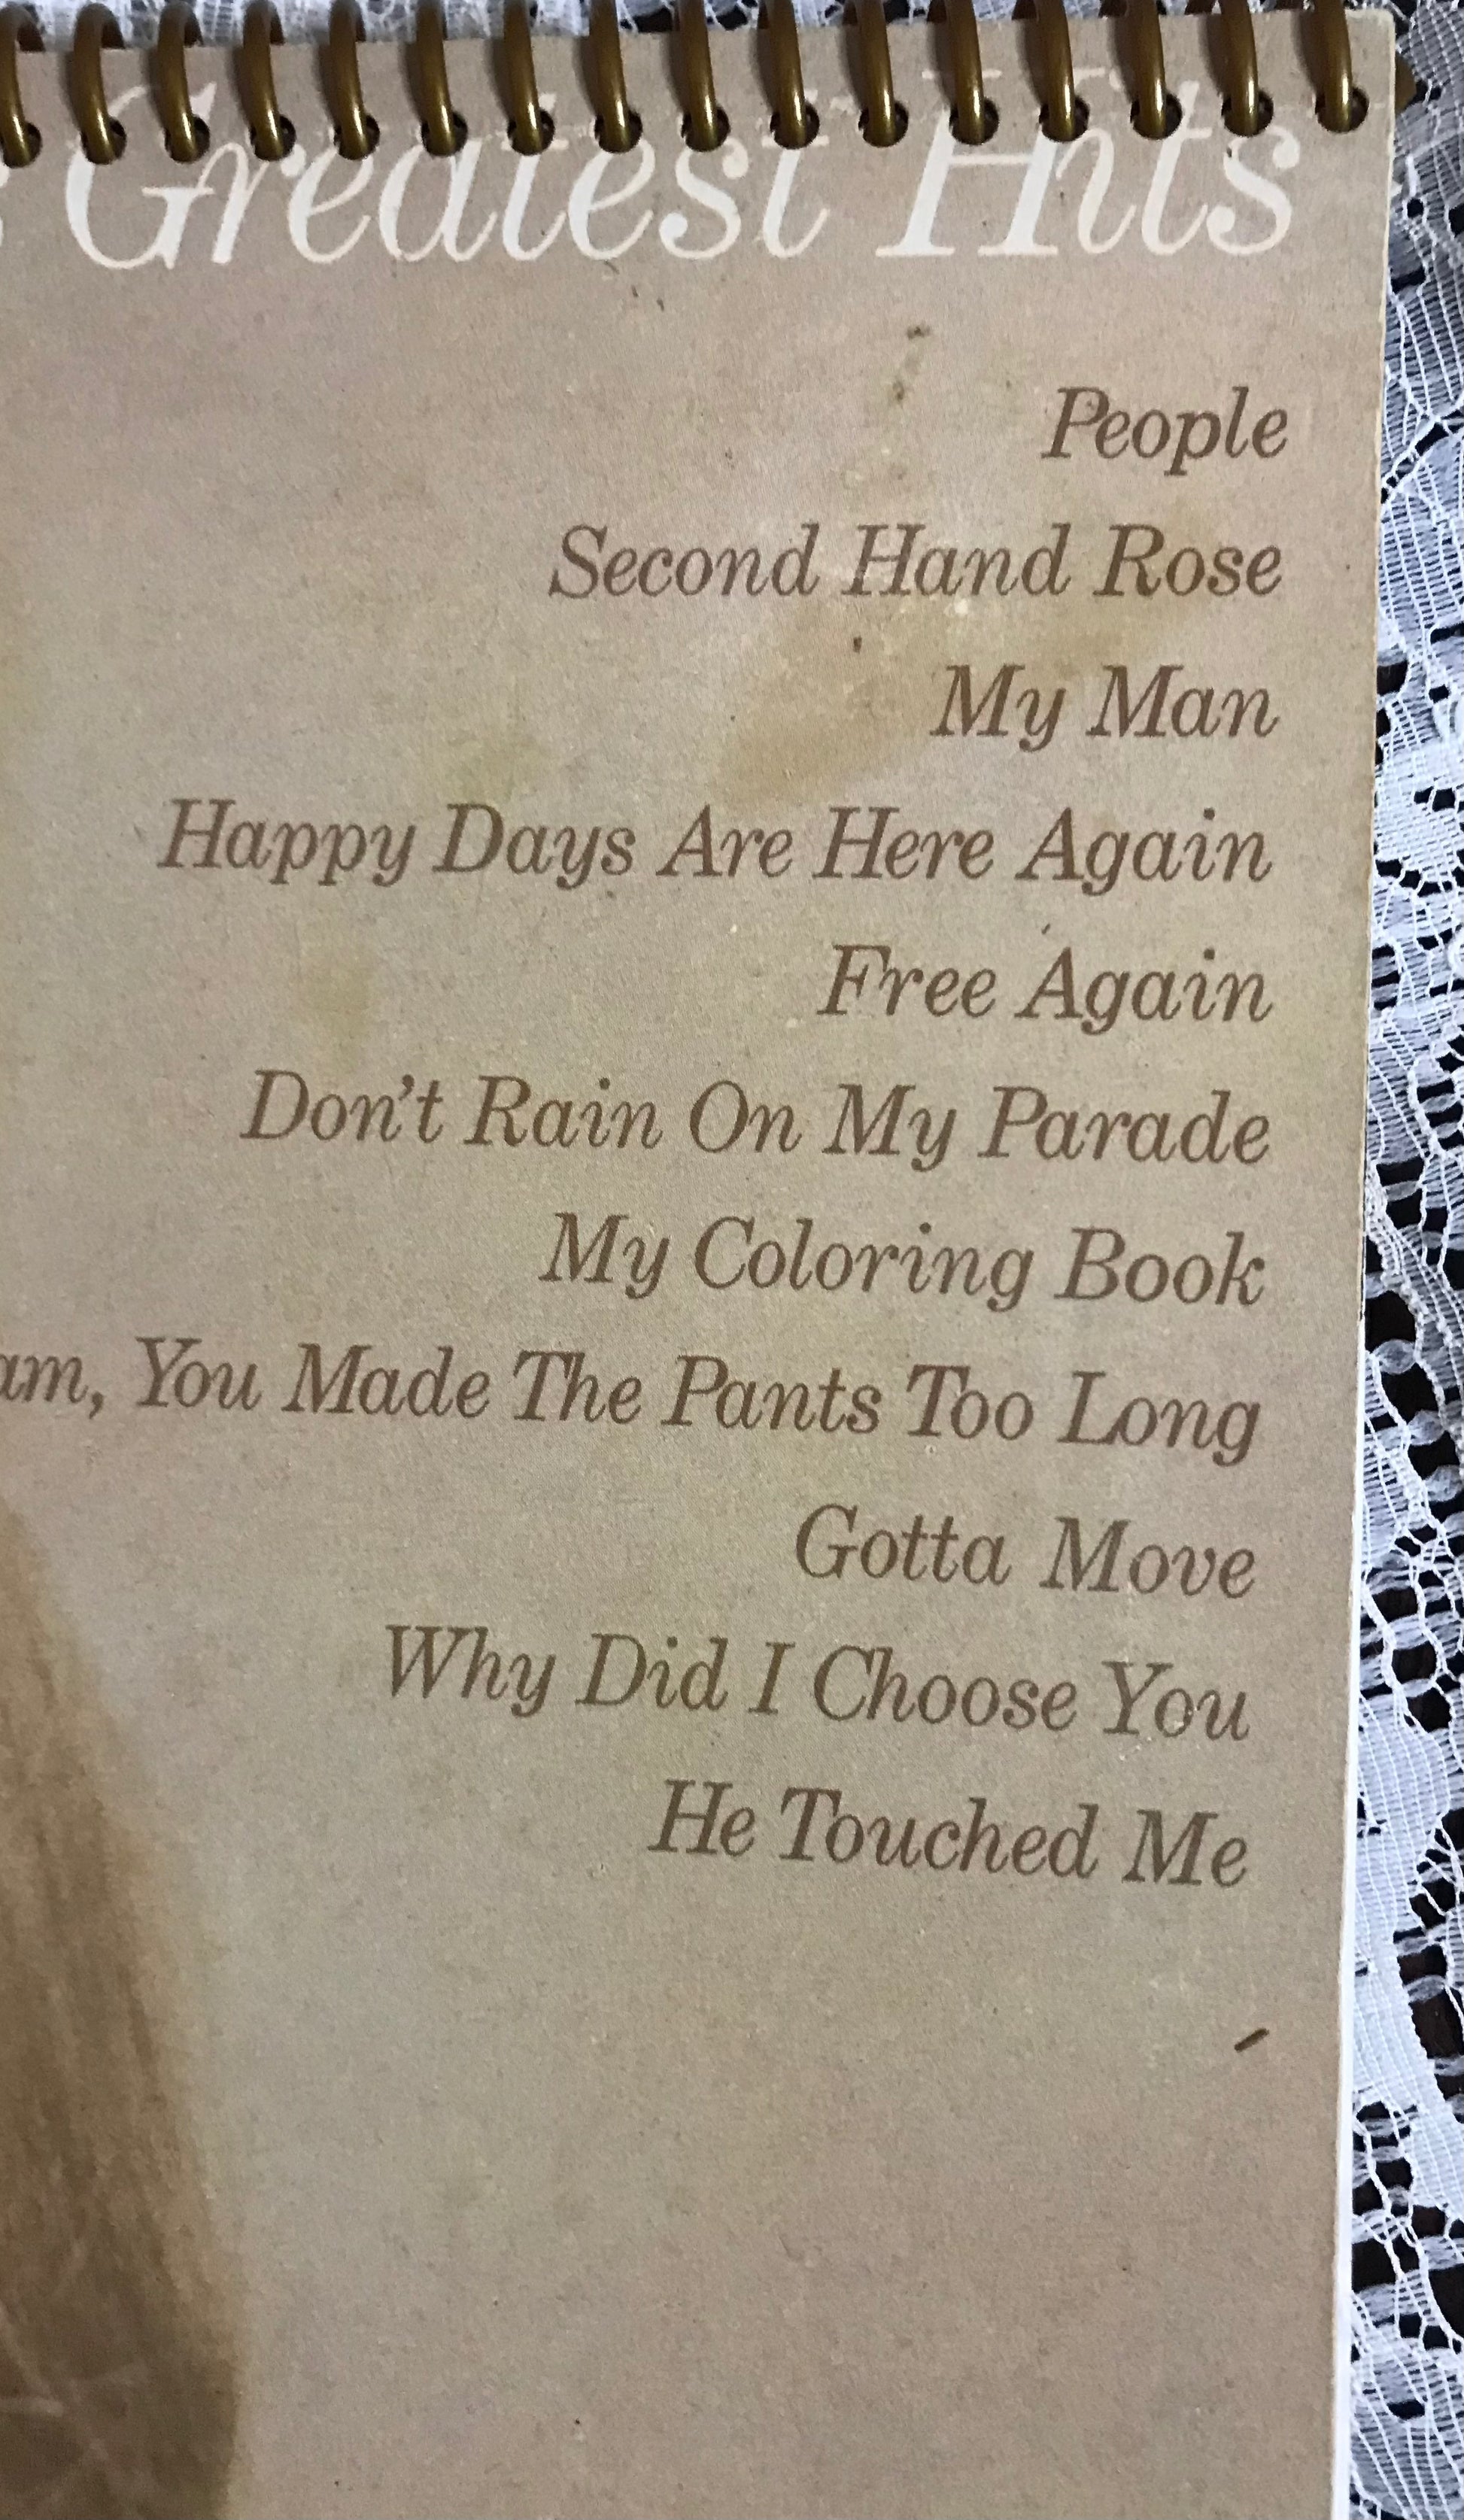 Greatest Hits
People
Second Hand Rose
My Man
Happy Days Are Here Again
Free Again
Don't Rain On My Parade
My Coloring Book
am, You Made The Pants Too Long
Gotta Move
Why Did I Choose You
He Touched Me